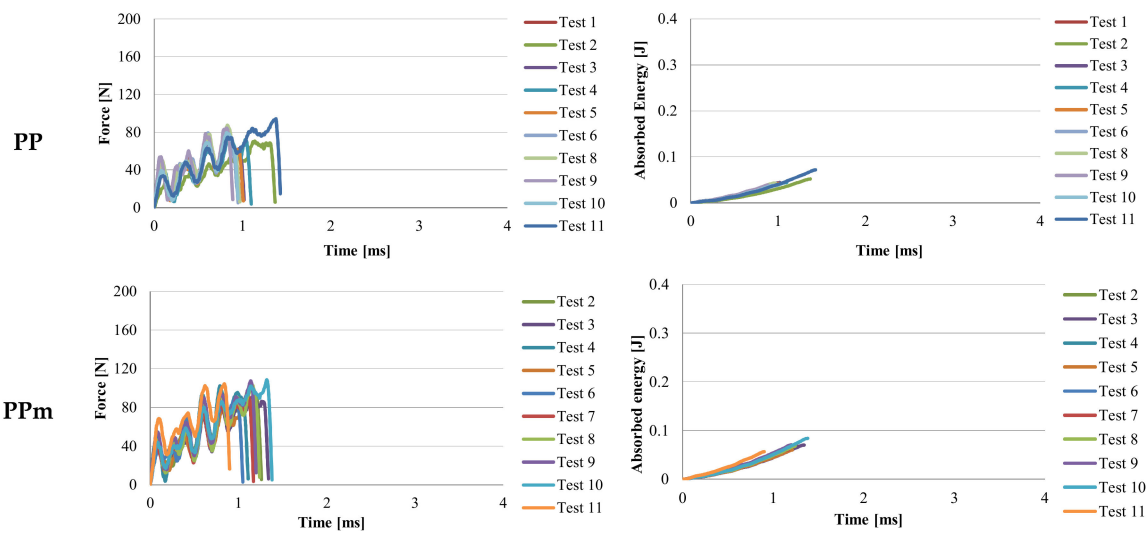 PP
Force [N]
200
160
120
80
40
0
0 1 2 3 4
Time [ms]
Test 1
Test 2
Test 3
Test 4
Test 5
Test 6
Test 8
Test 9
Test 10
Test 11
Absorbed Energy [J]
0.4
0.3
0.2
0.1
0
0 1 2 3 4
Time [ms]
Test 1
Test 2
Test 3
Test 4
Test 5
Test 6
Test 8
Test 9
Test 10
Test 11
PPm
Force [N]
200
160
120
80
40
0
0 1 2 3 4
Time [ms]
Test 2
Test 3
Test 4
Test 5
Test 6
Test 7
Test 8
Test 9
Test 10
Test 11
Absorbed energy [J]
0.4
0.3
0.2
0.1
0
0 1 2 3 4
Time [ms]
Test 2
Test 3
Test 4
Test 5
Test 6
Test 7
Test 8
Test 9
Test 10
Test 11